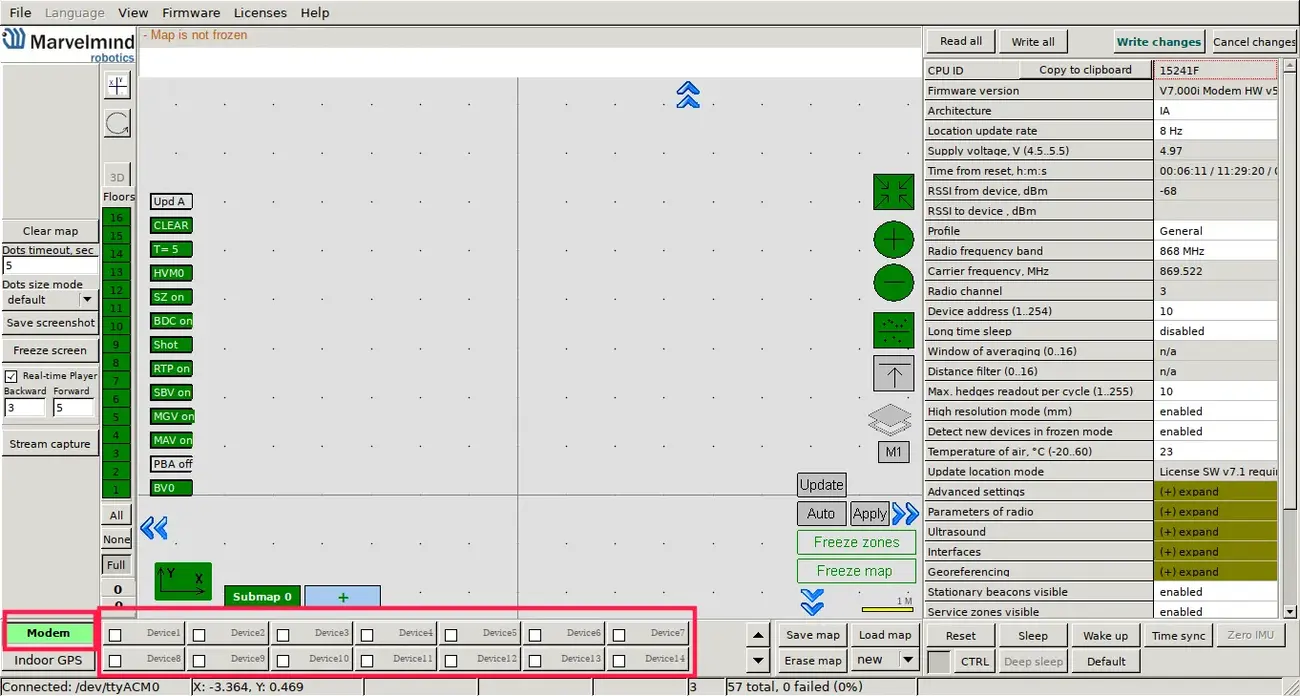 File Language View Firmware Licenses Help
Marvelmind
robotics
- Map is not frozen
Read all Write all Write changes Cancel changes
CPU ID Copy to clipboard 15241F
Firmware version V7.000i Modem HW v5
Architecture IA
Location update rate 8 Hz
Supply voltage, V (4.5..5.5) 4.97
Time from reset, h:m:s 00:06:11 / 11:29:20 /
RSSI from device, dBm -68
RSSI to device , dBm
Profile General
Radio frequency band 868 MHz
Carrier frequency, MHz 869.522
Radio channel 3
Device address (1..254) 10
Long time sleep disabled
Window of averaging (0..16) n/a
Distance filter (0..16) n/a
Max. hedges readout per cycle (1..255) 10
High resolution mode (mm) enabled
Detect new devices in frozen mode enabled
Temperature of air, °C (-20..60) 23
Update location mode License SW v7.1 requi
Advanced settings (+) expand
Parameters of radio (+) expand
Ultrasound (+) expand
Interfaces (+) expand
Georeferencing (+) expand
Stationary beacons visible enabled
Service zones visible enabled
X Y
3D
Floors
16
15
14
13
12
11
10
9
8
7
6
5
4
3
2
1
All
None
Full
0
Clear map
Dots timeout, sec
5
Dots size mode
default
Save screenshot
Freeze screen
Real-time Player
Backward Forward
3 5
Stream capture
Upd A
CLEAR
T= 5
HVM0
SZ on
BDC on
Shot
RTP on
SBV on
MGV on
MAV on
PBA off
BV0
M1
Update
Auto Apply
Freeze zones
Freeze map
1 M
Y X
Submap 0 +
Modem
Indoor GPS
Device1 Device2 Device3 Device4 Device5 Device6 Device7
Device8 Device9 Device10 Device11 Device12 Device13 Device14
Save map Load map
Erase map new
Reset Sleep Wake up Time sync Zero IMU
CTRL Deep sleep Default
Connected: /dev/ttyACM0 X: -3.364, Y: 0.469 3 57 total, 0 failed (0%)